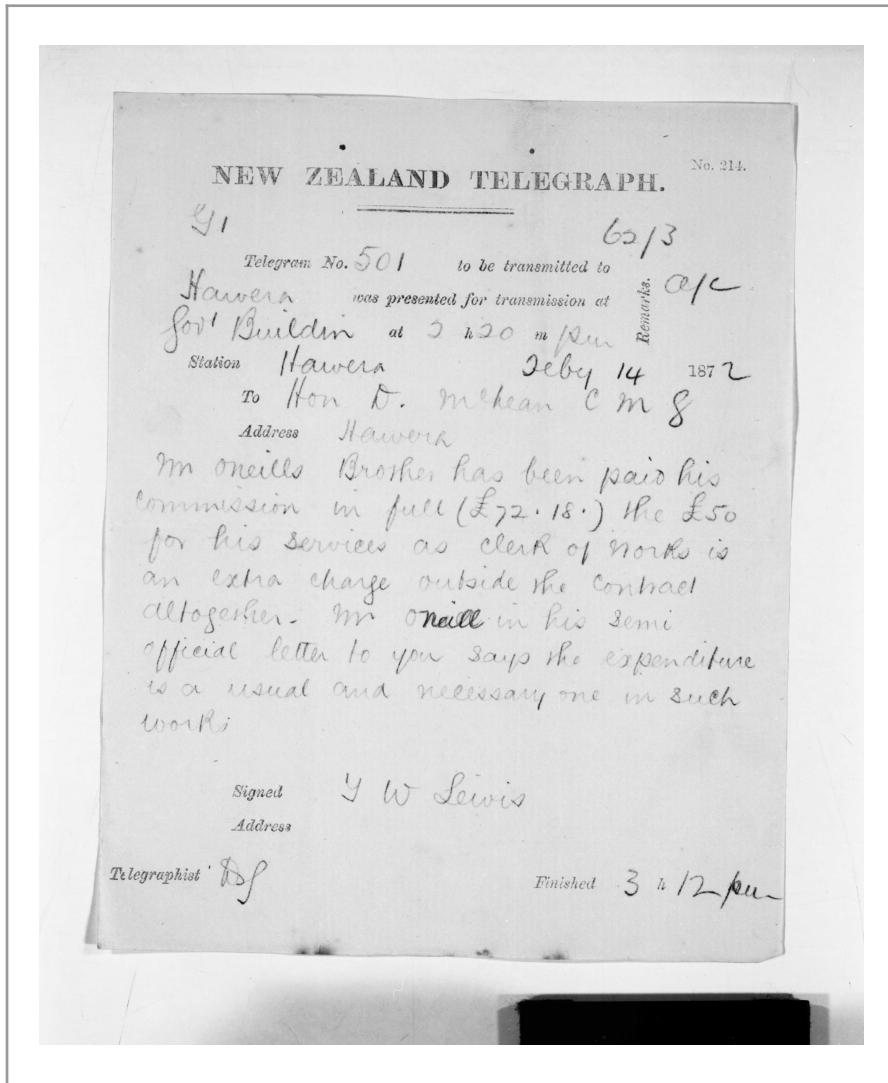 No. 214.
NEW ZEALAND TELEGRAPH.
G1
62/3
Telegram No. 501 to be transmitted to
Hawera was presented for transmission at
Govt Buildin at 2 h 20 m pm
Remarks. a/c
Station Hawera Feby 14 1872
To Hon D. McLean C M G
Address Hawera
Mr Oneills Brother has been paid his
commission in full (£72.18.) the £50
for his services as clerk of works is
an extra charge outside the contract
altogether. Mr Oneill in his semi
official letter to you says the expenditure
is a usual and necessary one in such
works
Signed W Lewis
Address
Telegraphist
Finished 3 h 12 pm